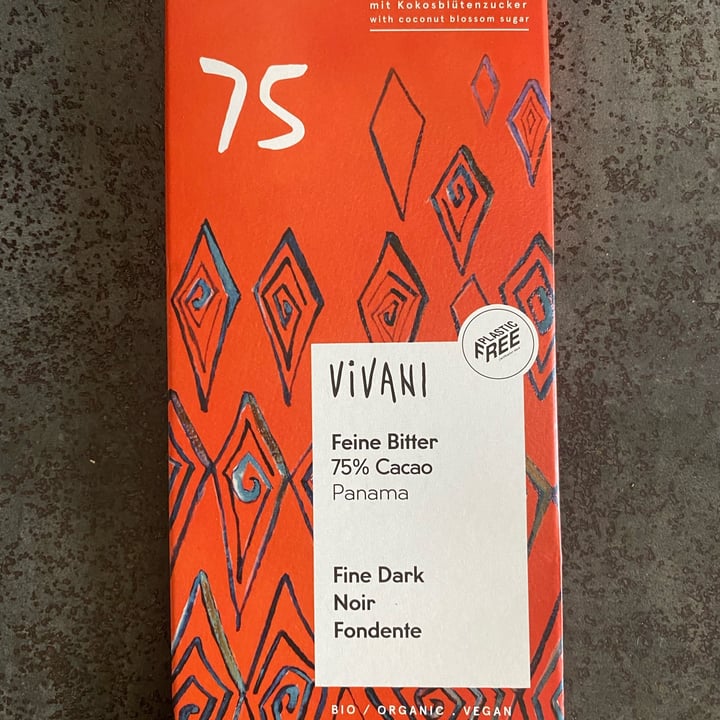 mit Kokosblütenzucker
with coconut blossom sugar
75
PLASTIC
FREE
ViVANI
Feine Bitter
75% Cacao
Panama
Fine Dark
Noir
Fondente
BIO / ORGANIC . VEGAN